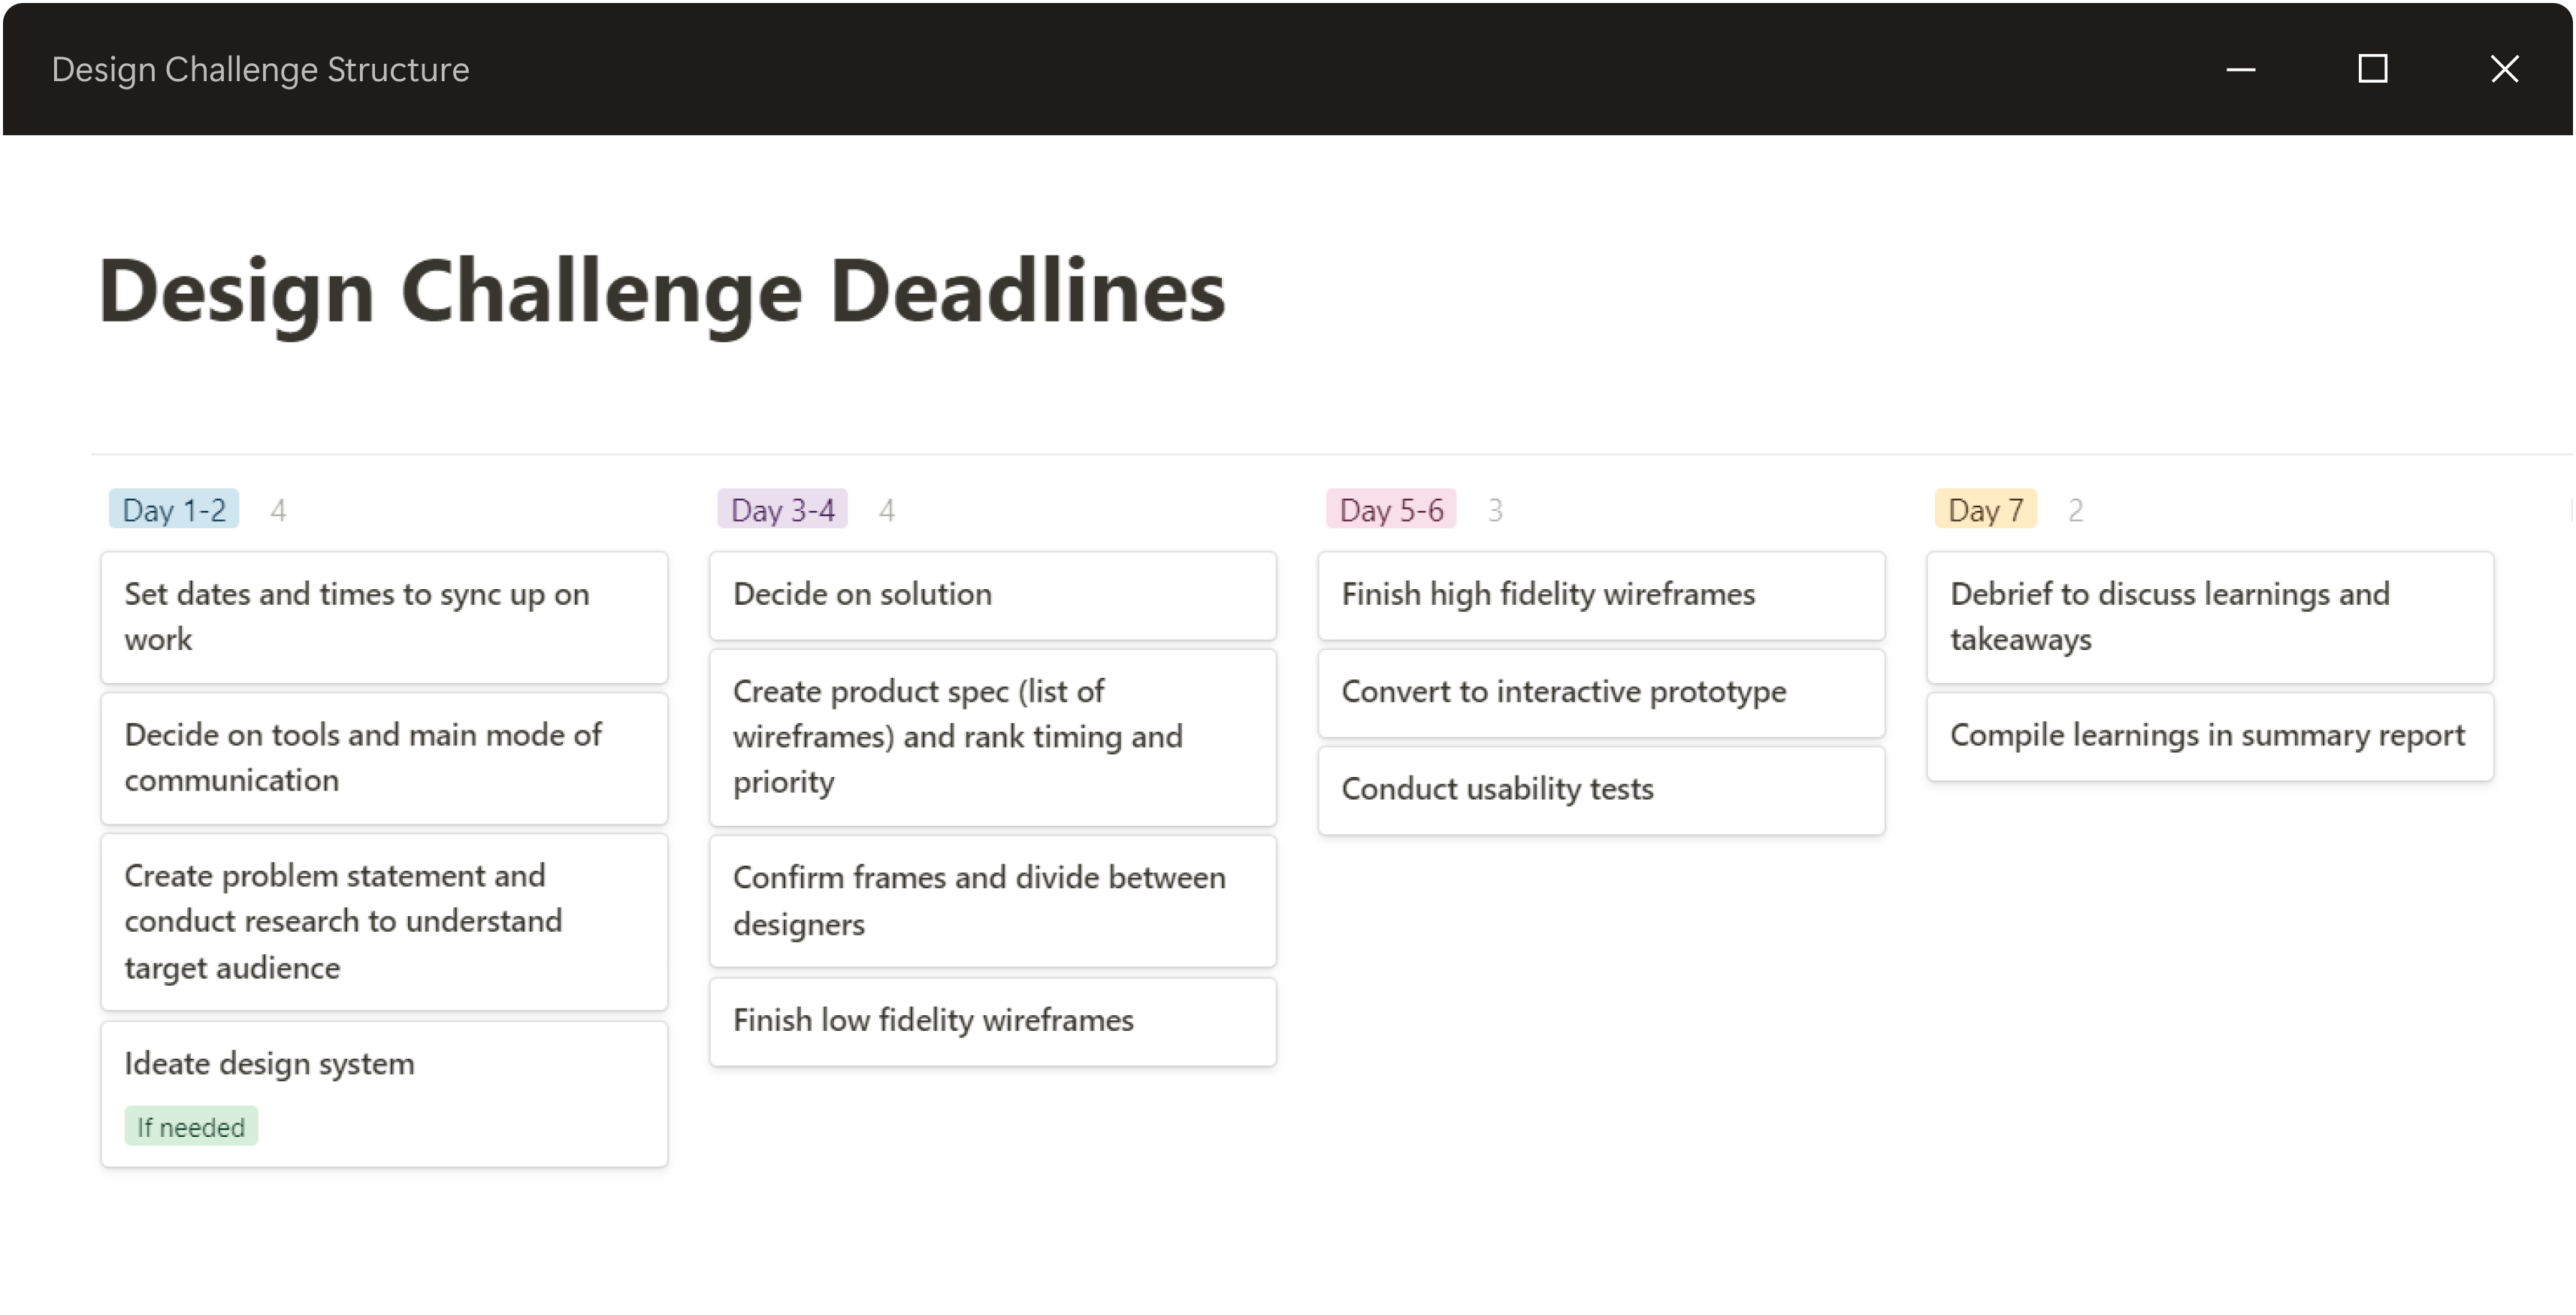 Design Challenge Structure
Design Challenge Deadlines
Day 1-2 4
Set dates and times to sync up on
work
Decide on tools and main mode of
communication
Create problem statement and
conduct research to understand
target audience
Ideate design system
If needed
Day 3-4 4
Decide on solution
Create product spec (list of
wireframes) and rank timing and
priority
Confirm frames and divide between
designers
Finish low fidelity wireframes
Day 5-6 3
Finish high fidelity wireframes
Convert to interactive prototype
Conduct usability tests
Day 7 2
Debrief to discuss learnings and
takeaways
Compile learnings in summary report